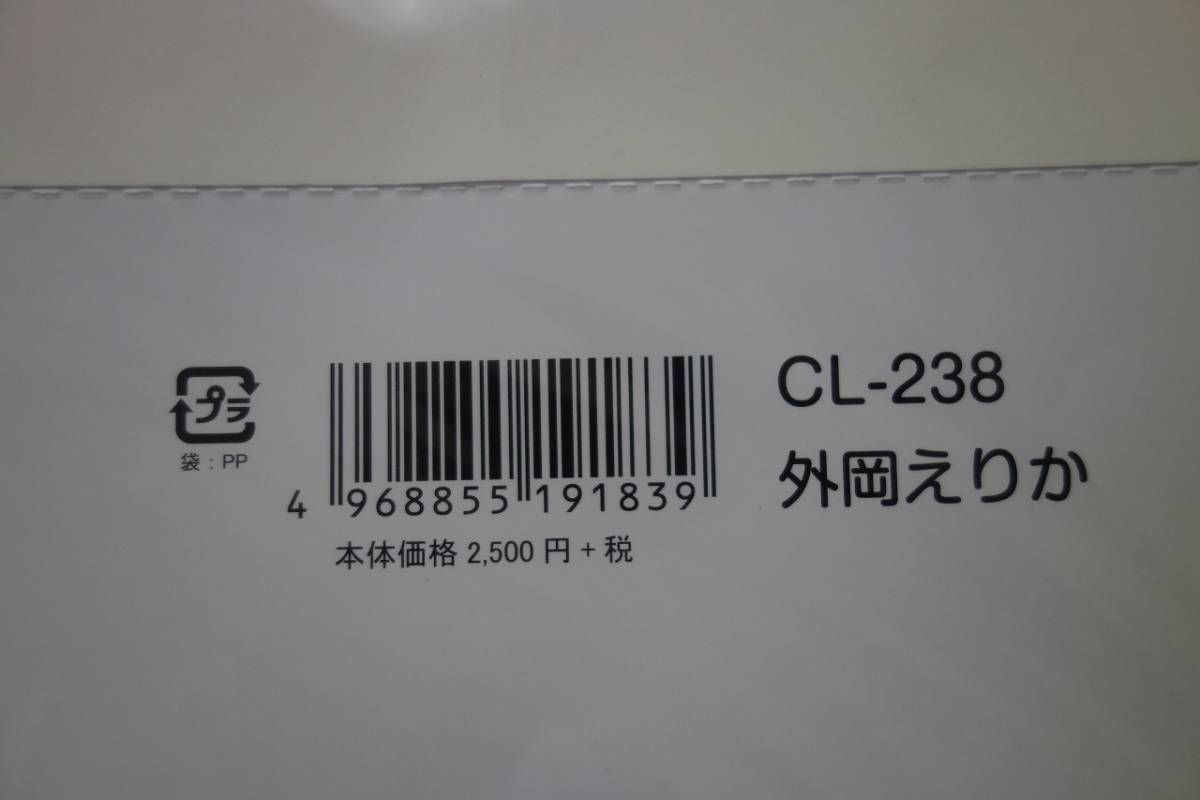 プラ
袋 : PP
4 968855 191839
本体価格 2,500 円 + 税
CL-238
外岡えりか